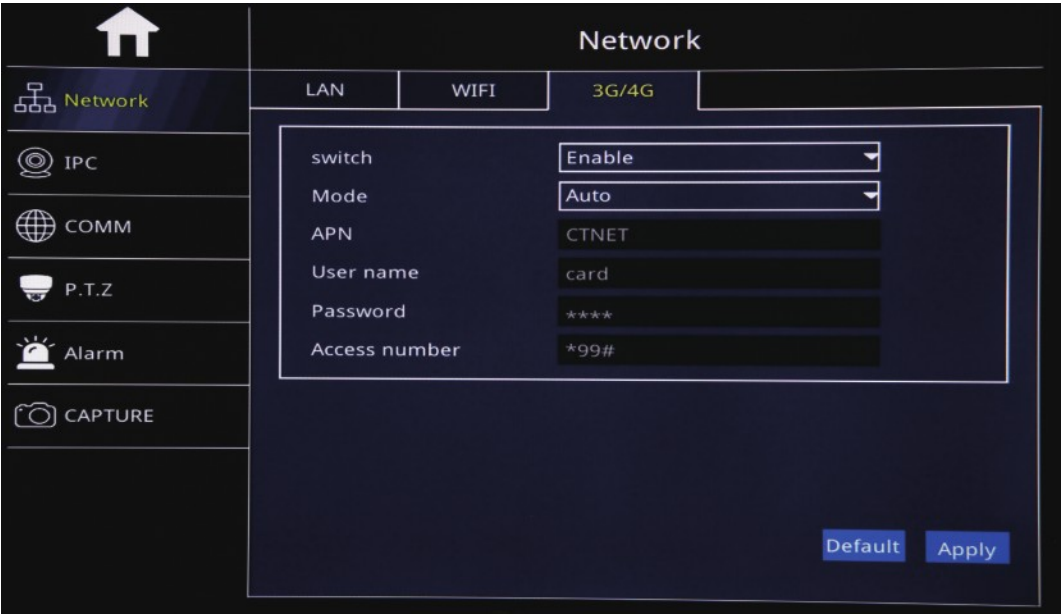 Network
Network
IPC
COMM
P.T.Z
Alarm
CAPTURE
LAN WIFI 3G/4G
switch Enable
Mode Auto
APN CTNET
User name card
Password ****
Access number *99#
Default Apply